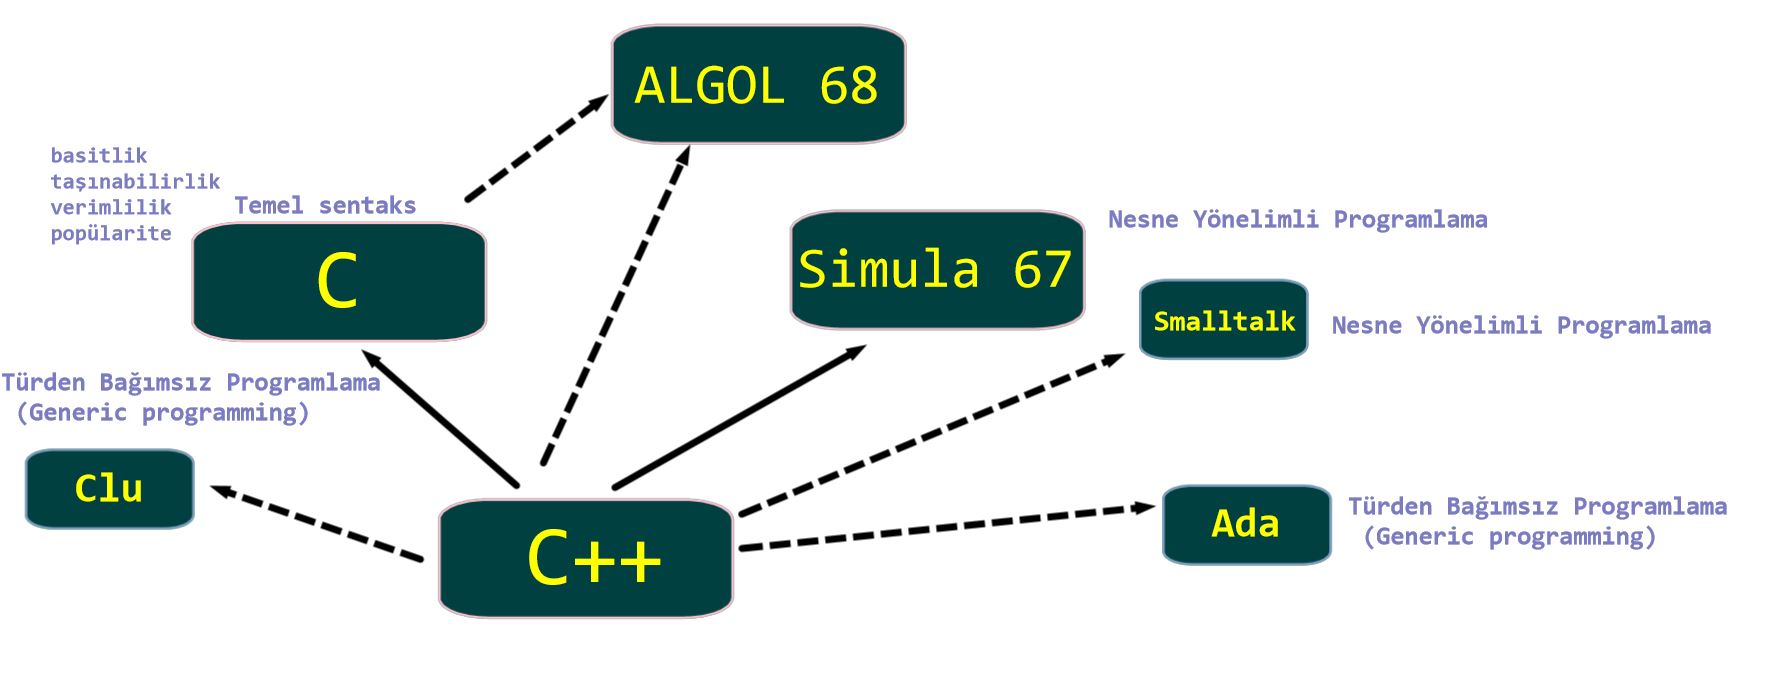 ALGOL 68
basitlik
taşınabilirlik
verimlilik
popülarite
Temel sentaks
C
Simula 67
Nesne Yönelimli Programlama
Smalltalk
Nesne Yönelimli Programlama
Türden Bağımsız Programlama
(Generic programming)
Clu
C++
Ada
Türden Bağımsız Programlama
(Generic programming)